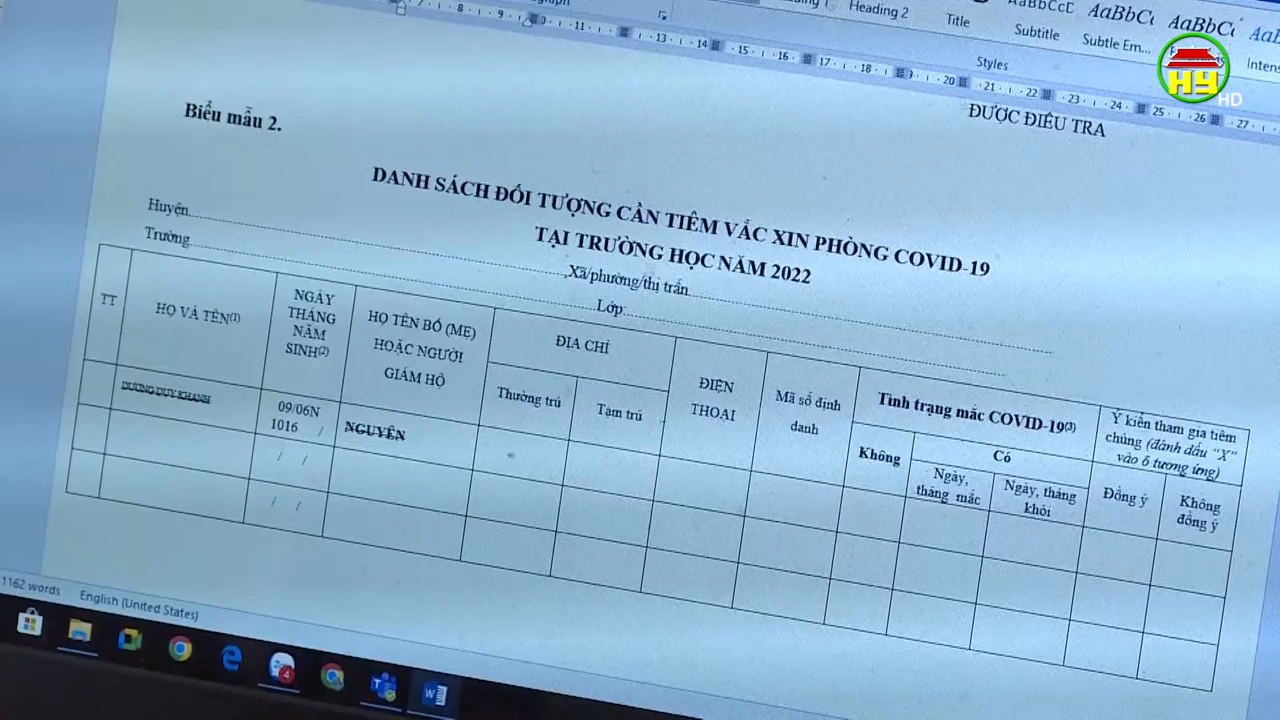 Heading 2
Title
Subtitle
Subtle Em...
Styles
HY
HD
ĐƯỢC ĐIỀU TRA
Biểu mẫu 2.
DANH SÁCH ĐỐI TƯỢNG CẦN TIÊM VẮC XIN PHÒNG COVID-19
TẠI TRƯỜNG HỌC NĂM 2022
Huyện Xã/phường/thị trấn
Trường Lớp:
TT
HỌ VÀ TÊN(1)
NGÀY
THÁNG
NĂM
SINH(2)
HỌ TÊN BỐ (MẸ)
HOẶC NGƯỜI
GIÁM HỘ
ĐỊA CHỈ
Thường trú
Tạm trú
ĐIỆN
THOẠI
Mã số định
danh
Tình trạng mắc COVID-19(3)
Không
Có
Ngày,
tháng mắc
Ngày, tháng
khỏi
Ý kiến tham gia tiêm
chủng (đánh dấu "X"
vào ô tương ứng)
Đồng ý
Không
đồng ý
DƯƠNG DUY KHANH
09/06N
1016 /
NGUYÊN
/ /
/ /
1162 words
English (United States)